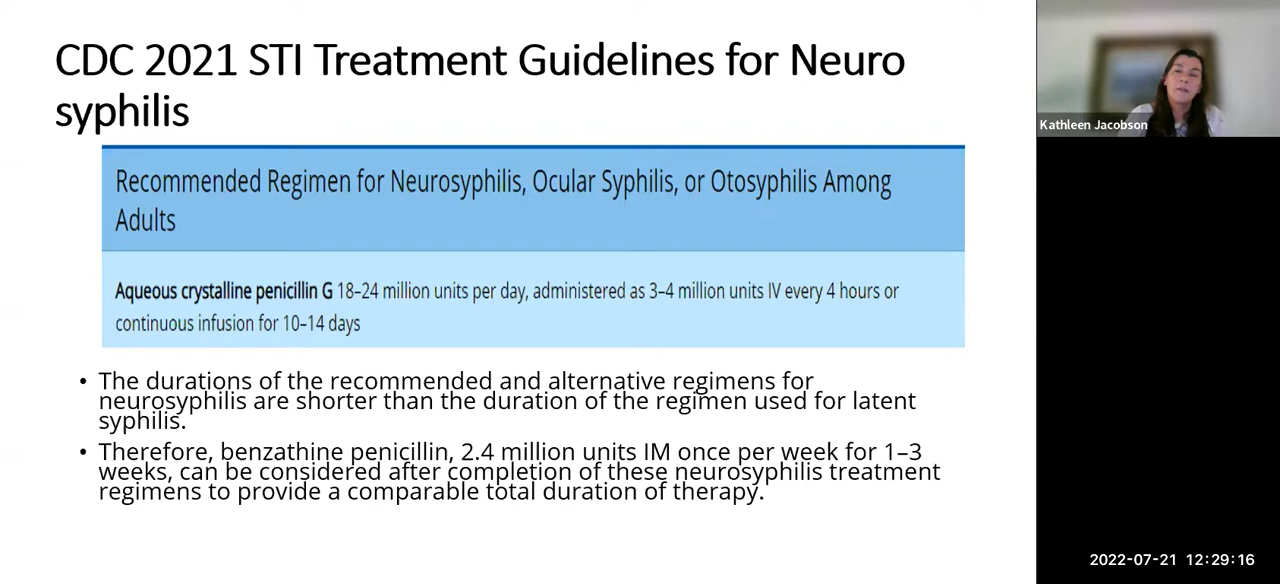 CDC 2021 STI Treatment Guidelines for Neuro
syphilis
Recommended Regimen for Neurosyphilis, Ocular Syphilis, or Otosyphilis Among
Adults
Aqueous crystalline penicillin G 18–24 million units per day, administered as 3–4 million units IV every 4 hours or
continuous infusion for 10–14 days
• The durations of the recommended and alternative regimens for
neurosyphilis are shorter than the duration of the regimen used for latent
syphilis.
• Therefore, benzathine penicillin, 2.4 million units IM once per week for 1–3
weeks, can be considered after completion of these neurosyphilis treatment
regimens to provide a comparable total duration of therapy.
Kathleen Jacobson
2022-07-21 12:29:16